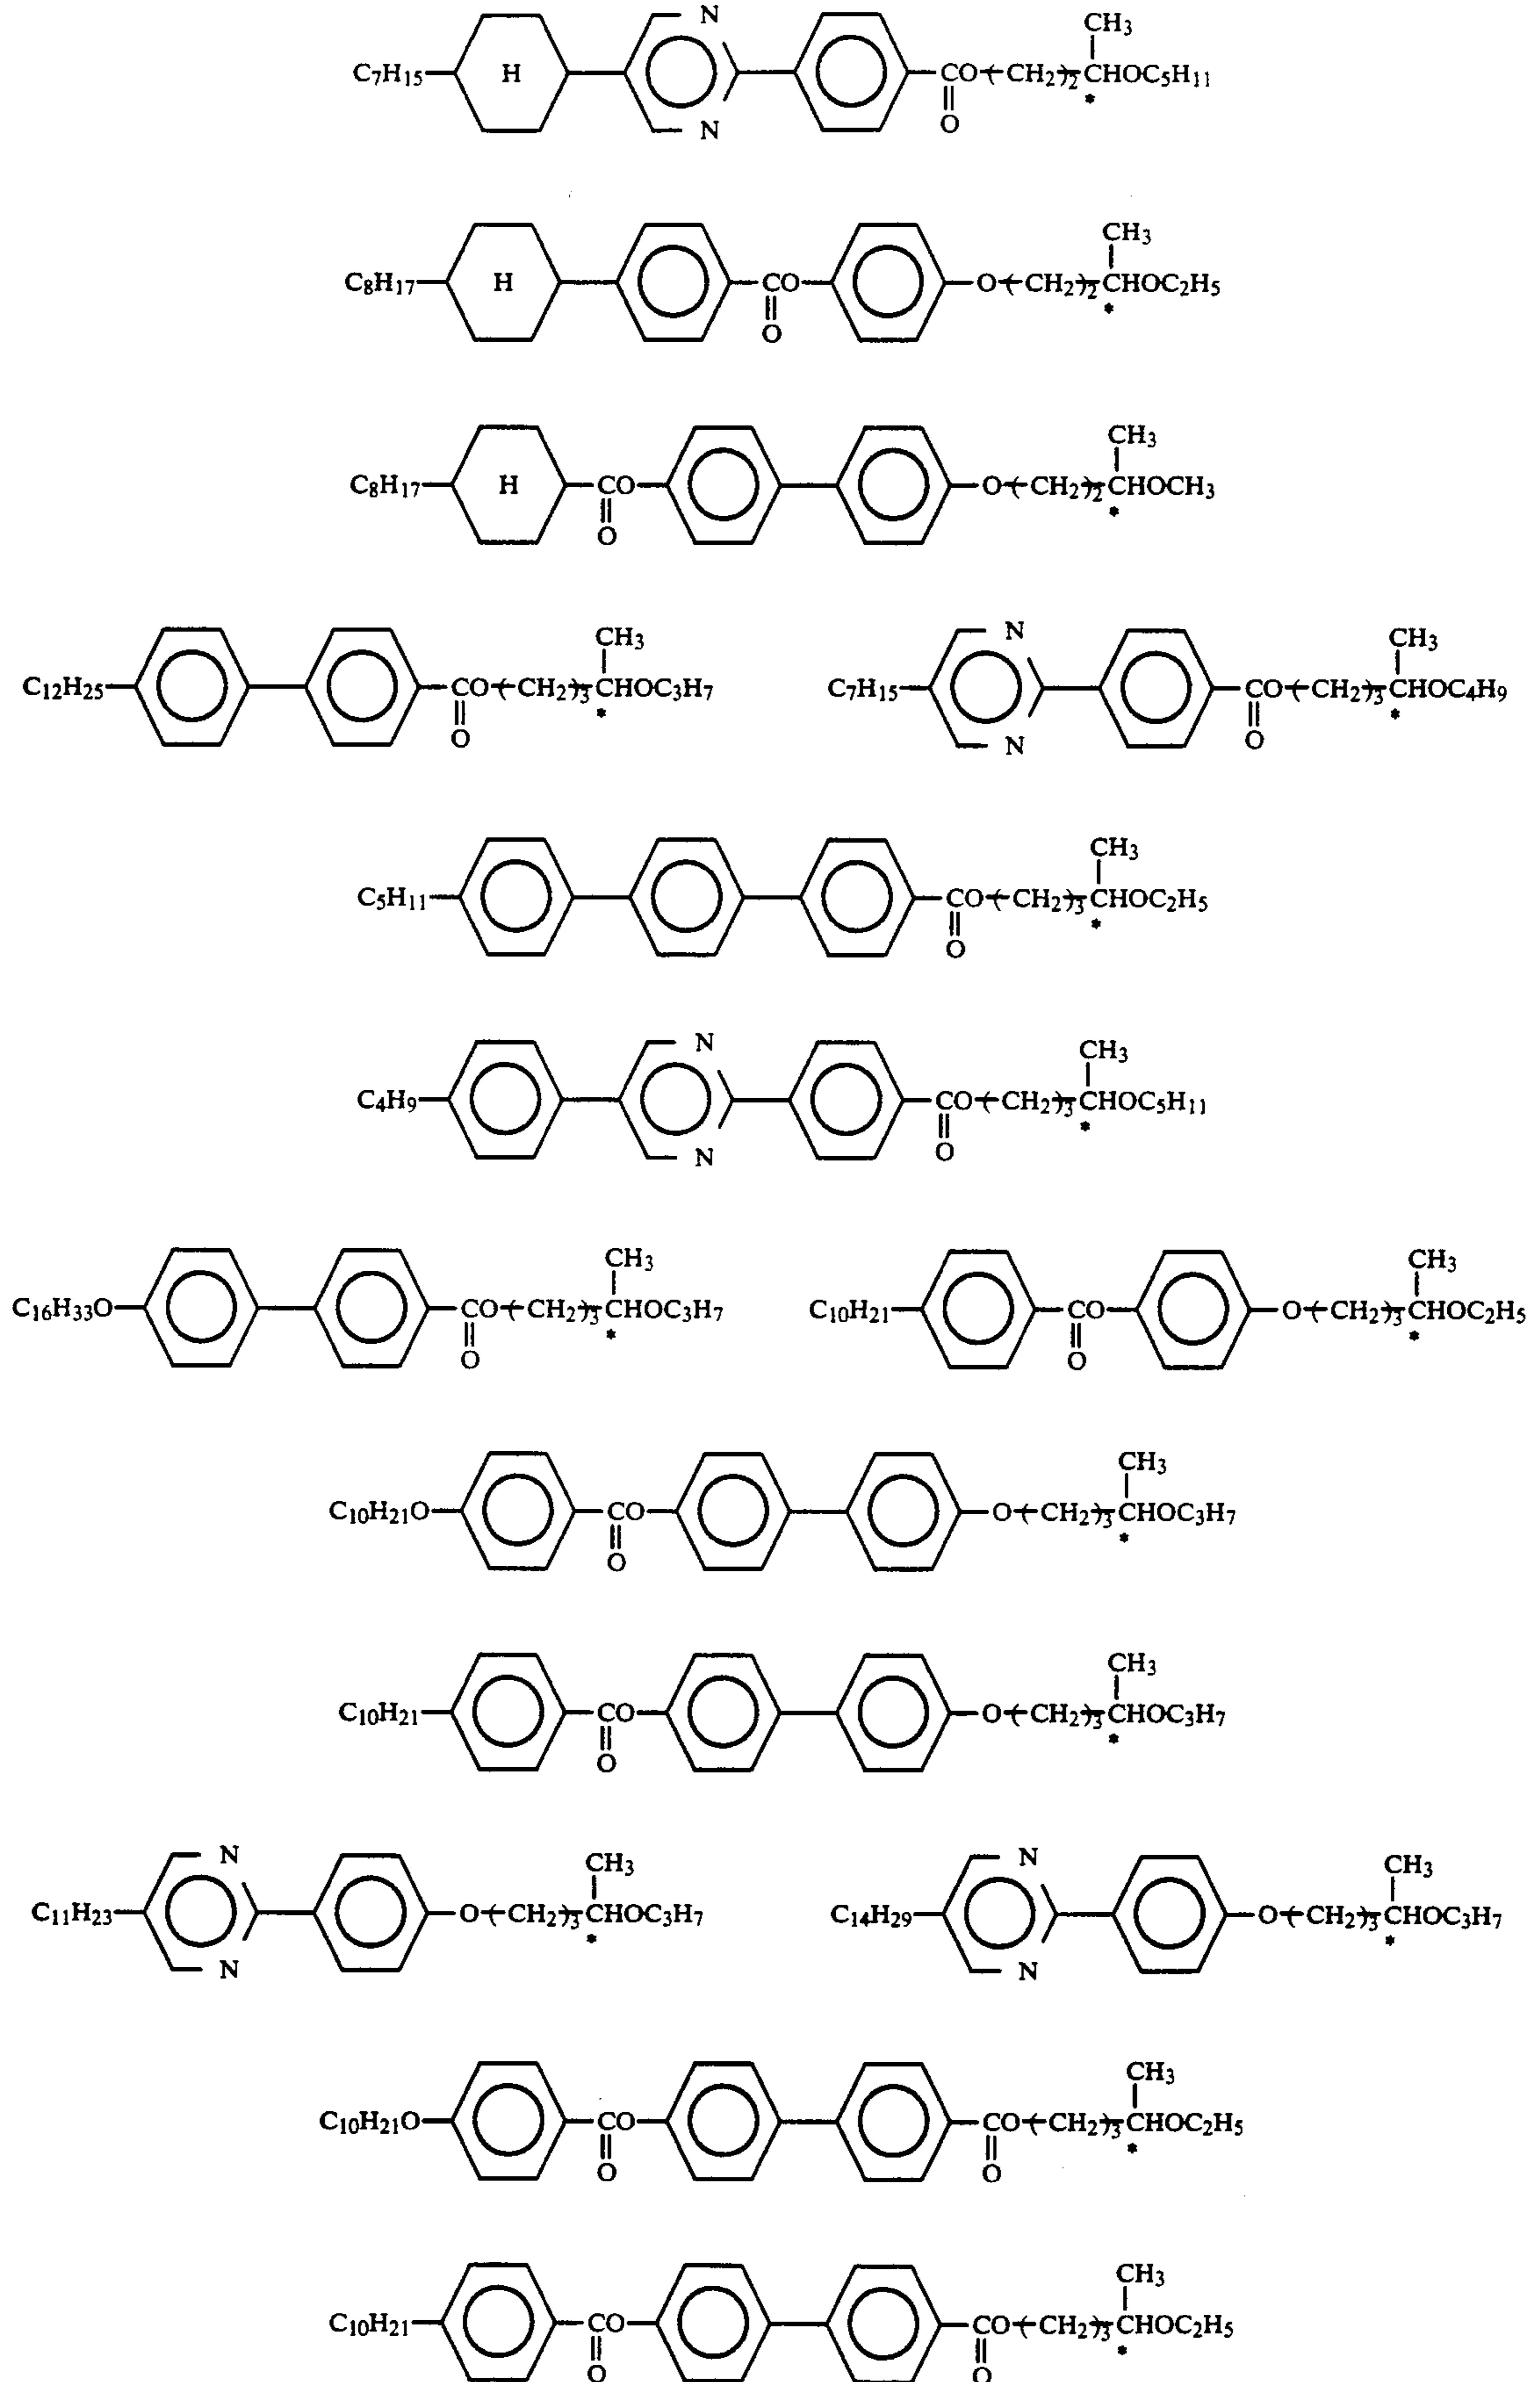 CH3
N
C7H15 H CO(CH2)2CHOC5H11
*
N O
CH3
C8H17 H CO O(CH2)2CHOC2H5
*
O
CH3
C8H17 H CO O(CH2)2CHOCH3
*
O
CH3 N CH3
C12H25 CO(CH2)3CHOC3H7 C7H15 CO(CH2)3CHOC4H9
* *
O N O
CH3
C5H11 CO(CH2)3CHOC2H5
*
O
N CH3
C4H9 CO(CH2)3CHOC5H11
*
N O
CH3 CH3
C16H33O CO(CH2)3CHOC3H7 C10H21 CO O(CH2)3CHOC2H5
* *
O O
CH3
C10H21O CO O(CH2)3CHOC3H7
*
O
CH3
C10H21 CO O(CH2)3CHOC3H7
*
O
N CH3 N CH3
C11H23 O(CH2)3CHOC3H7 C14H29 O(CH2)3CHOC3H7
* *
N N
CH3
C10H21O CO CO(CH2)3CHOC2H5
*
O O
CH3
C10H21 CO CO(CH2)3CHOC2H5
*
O O